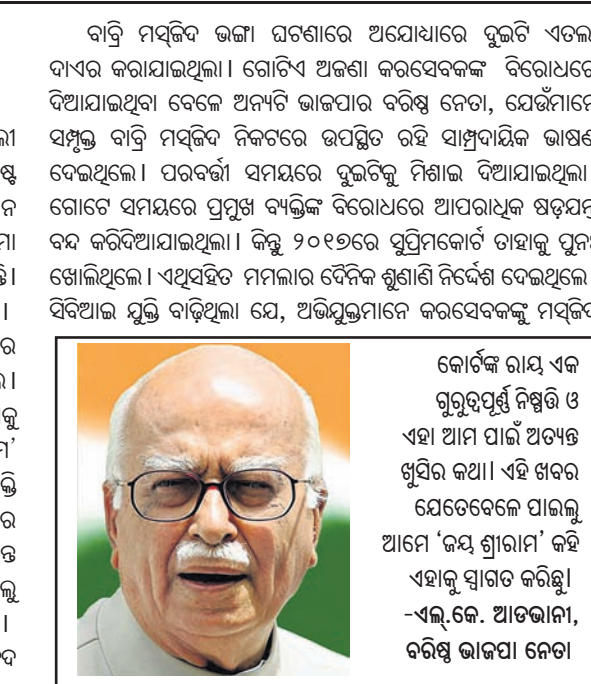 ବାବ୍ରି ମସ୍‌ଜିଦ ଭଙ୍ଗା ଘଟଣାରେ ଅଯୋଧ୍ୟାରେ ଦୁଇଟି ଏତଲ
ଦାଏର କରାଯାଇଥିଲା। ଗୋଟିଏ ଅଜଣା କରସେବକଙ୍କ ବିରୋଧରେ
ଦିଆଯାଇଥିବା ବେଳେ ଅନ୍ୟଟି ଭାଜପାର ବରିଷ୍ଠ ନେତା, ଯେଉଁମାନେ
ସମ୍ପୃକ୍ତ ବାବ୍ରି ମସ୍‌ଜିଦ ନିକଟରେ ଉପସ୍ଥିତ ରହି ସାମ୍ପ୍ରଦାୟିକ ଭାଷଣ
ଦେଇଥିଲେ। ପରବର୍ତ୍ତୀ ସମୟରେ ଦୁଇଟିକୁ ମିଶାଇ ଦିଆଯାଇଥିଲା
ଗୋଟେ ସମୟରେ ପ୍ରମୁଖ ବ୍ୟକ୍ତିଙ୍କ ବିରୋଧରେ ଆପରାଧିକ ଷଡ଼ଯନ୍ତ୍ର
ବନ୍ଦ କରିଦିଆଯାଇଥିଲା। କିନ୍ତୁ ୨୦୧୭ରେ ସୁପ୍ରିମକୋର୍ଟ ତାହାକୁ ପୁନଃ
ଖୋଲିଥିଲେ। ଏଥିସହିତ ମମଲାର ଦୈନିକ ଶୁଣାଣି ନିର୍ଦ୍ଦେଶ ଦେଇଥିଲେ
ସିବିଆଇ ଯୁକ୍ତି ବାଢ଼ିଥିଲା ଯେ, ଅଭିଯୁକ୍ତମାନେ କରସେବକଙ୍କୁ ମସ୍‌ଜିଦ
କୋର୍ଟଙ୍କ ରାୟ ଏକ
ଗୁରୁତ୍ୱପୂର୍ଣ୍ଣ ନିଷ୍ପତ୍ତି ଓ
ଏହା ଆମ ପାଇଁ ଅତ୍ୟନ୍ତ
ଖୁସିର କଥା। ଏହି ଖବର
ଯେତେବେଳେ ପାଇଲୁ
ଆମେ ‘ଜୟ ଶ୍ରୀରାମ’ କହି
ଏହାକୁ ସ୍ୱାଗତ କରିଛୁ।
-ଏଲ୍‌.କେ. ଆଡଭାନୀ,
ବରିଷ୍ଠ ଭାଜପା ନେତା